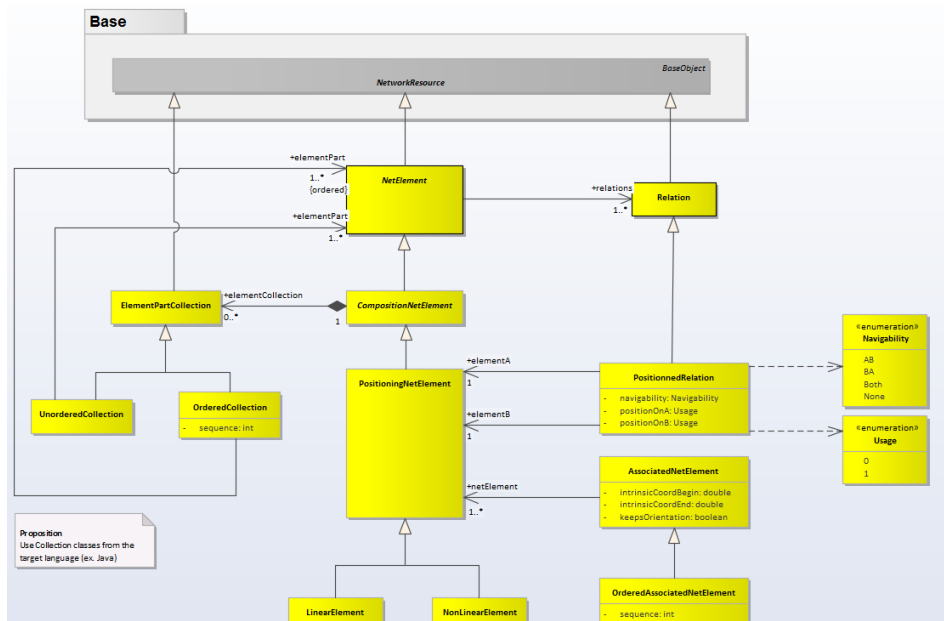 Base
BaseObject
NetworkResource
+elementPart
1..*
{ordered}
NetElement
+relations
1..*
Relation
+elementPart
1..*
ElementPartCollection
+elementCollection
0..*
1
CompositionNetElement
«enumeration»
Navigability
AB
BA
Both
None
+elementA
1
PositioningNetElement
PositionnedRelation
- navigability: Navigability
- positionOnA: Usage
- positionOnB: Usage
+elementB
1
UnorderedCollection
OrderedCollection
- sequence: int
«enumeration»
Usage
0
1
+netElement
1..*
AssociatedNetElement
- intrinsicCoordBegin: double
- intrinsicCoordEnd: double
- keepsOrientation: boolean
Proposition
Use Collection classes from the
target language (ex. Java)
LinearElement
NonLinearElement
OrderedAssociatedNetElement
- sequence: int